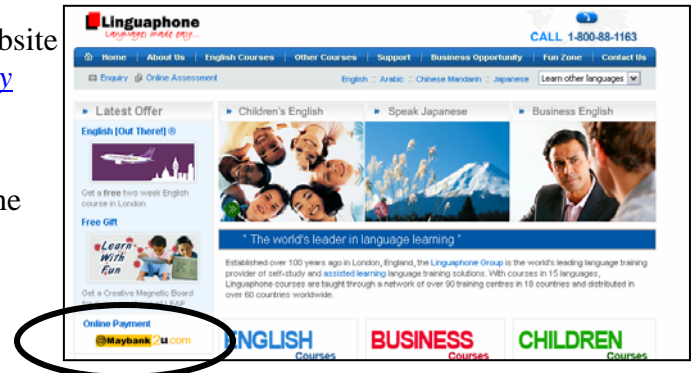 bsite
y
ne
Linguaphone
Languages made easy...
CALL 1-800-88-1163
Home About Us English Courses Other Courses Support Business Opportunity Fun Zone Contact Us
Enquiry Online Assessment English :: Arabic :: Chinese Mandarin :: Japanese Learn other languages
Latest Offer
English [Out There!] ®
Get a free two week English
course in London
Free Gift
Learn
With
Fun
Get a Creative Magnetic Board
Online Payment
@Maybank2u.com
Children's English Speak Japanese Business English
" The world's leader in language learning "
Established over 100 years ago in London, England, the Linguaphone Group is the world's leading language training
provider of self-study and assisted learning language training solutions. With courses in 15 languages,
Linguaphone courses are taught through a network of over 90 training centres in 18 countries and distributed in
over 60 countries worldwide.
ENGLISH
Courses
BUSINESS
Courses
CHILDREN
Courses